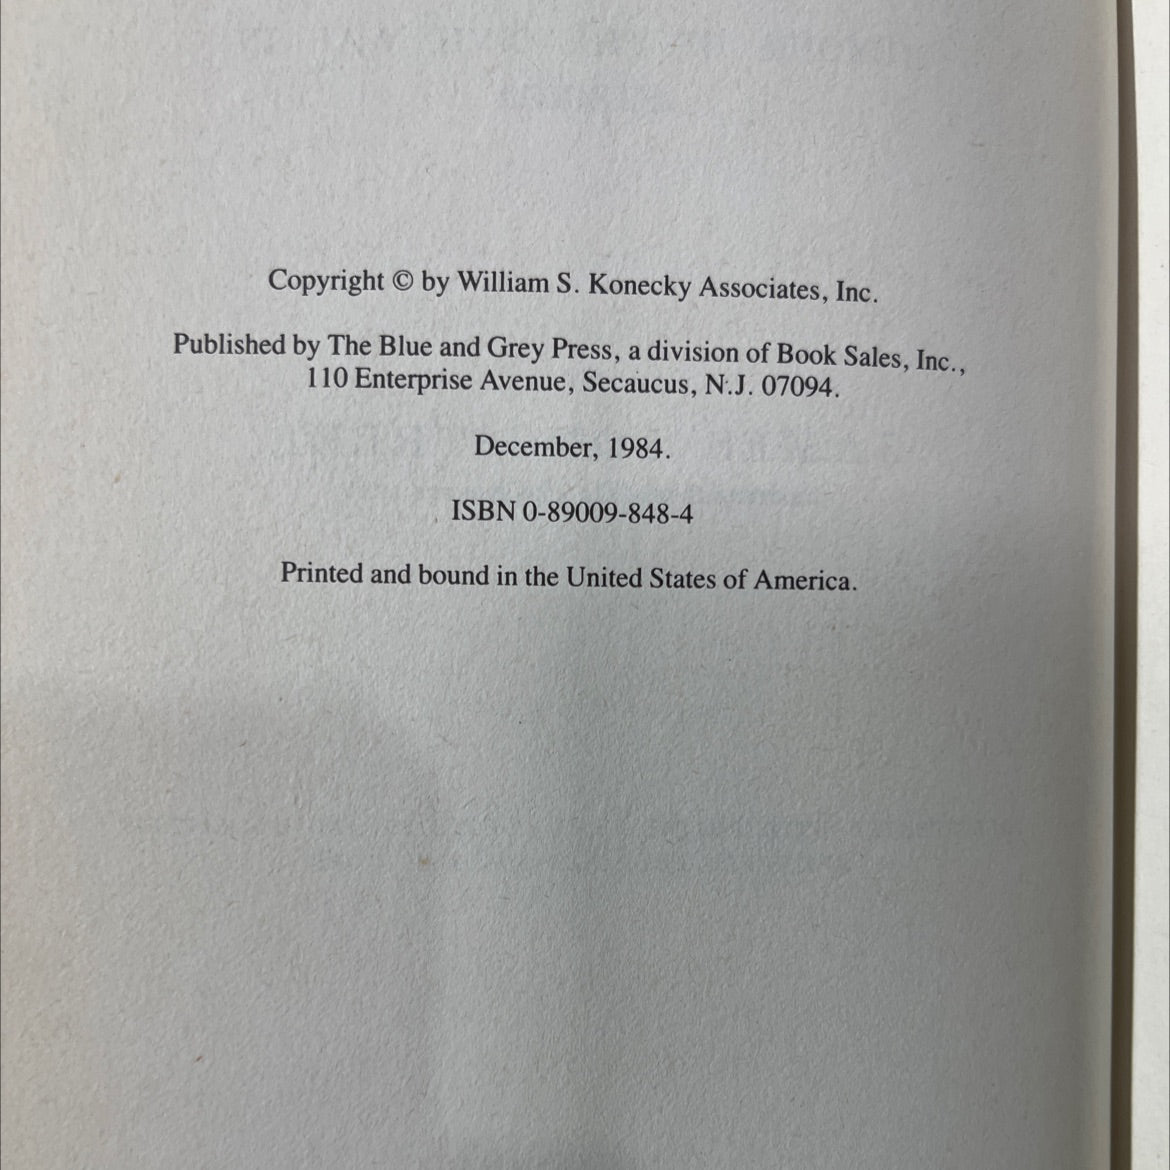 Copyright © by William S. Konecky Associates, Inc.
Published by The Blue and Grey Press, a division of Book Sales, Inc.,
110 Enterprise Avenue, Secaucus, N.J. 07094.
December, 1984.
ISBN 0-89009-848-4
Printed and bound in the United States of America.